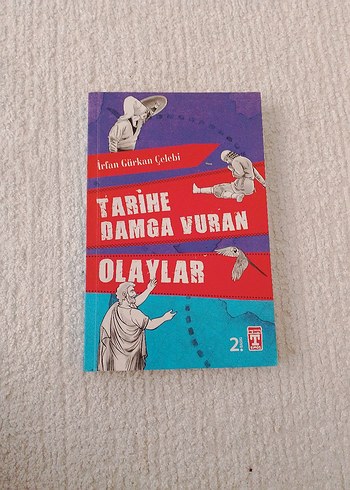 İrfan Gürkan Çelebi
TARİHE
DAMGA VURAN
OLAYLAR
2.
T